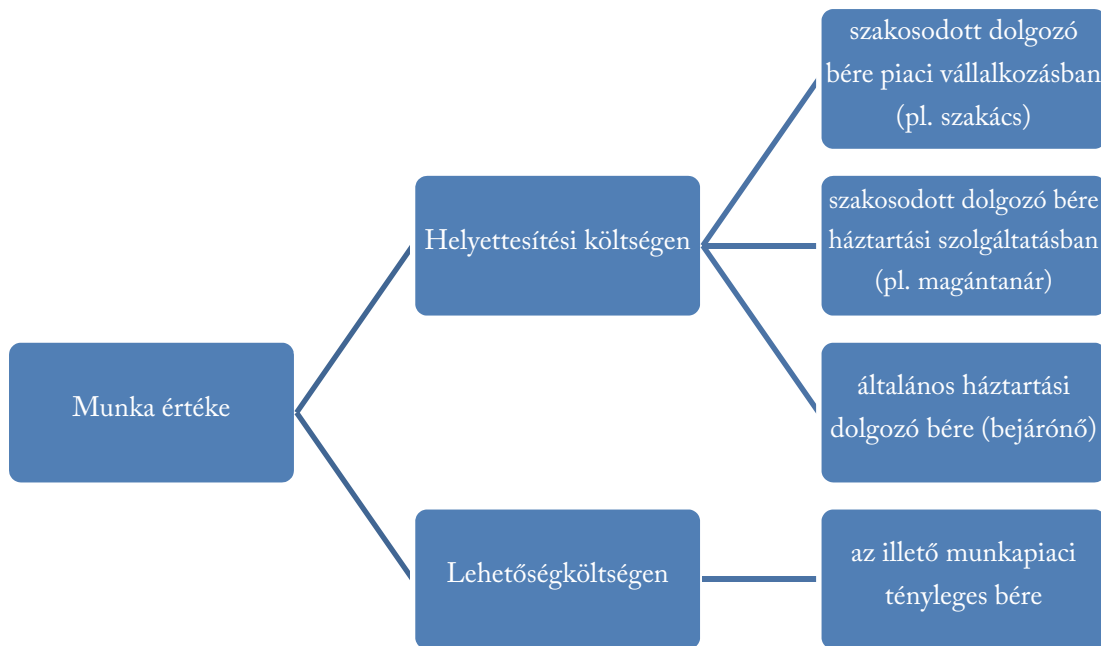 szakosodott dolgozó
bére piaci vállalkozásban
(pl. szakács)
szakosodott dolgozó bére
háztartási szolgáltatásban
(pl. magántanár)
Helyettesítési költségen
általános háztartási
dolgozó bére (bejárónő)
Munka értéke
az illető munkapiaci
tényleges bére
Lehetőségköltségen